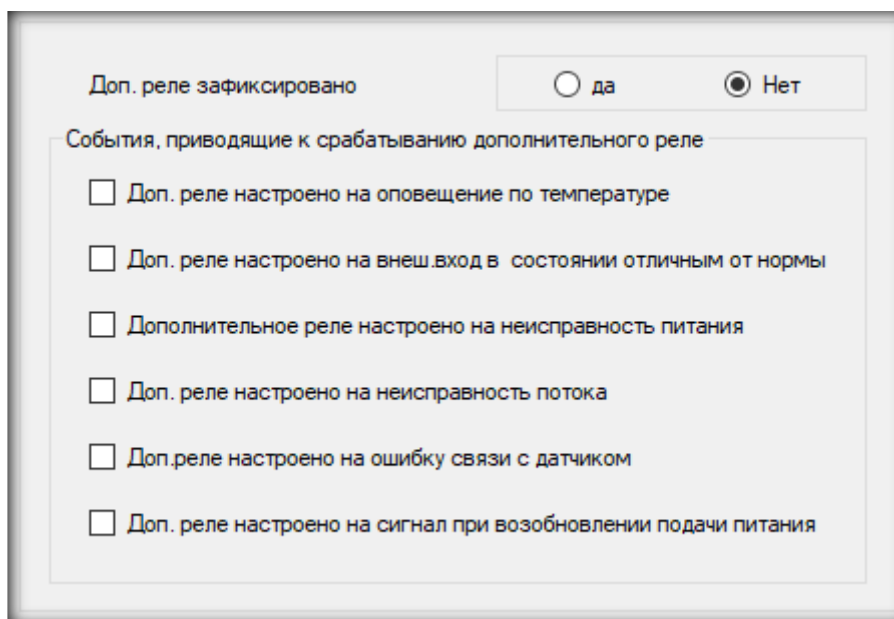 Доп. реле зафиксировано да Нет
События, приводящие к срабатыванию дополнительного реле
Доп. реле настроено на оповещение по температуре
Доп. реле настроено на внеш.вход в состоянии отличным от нормы
Дополнительное реле настроено на неисправность питания
Доп. реле настроено на неисправность потока
Доп.реле настроено на ошибку связи с датчиком
Доп. реле настроено на сигнал при возобновлении подачи питания